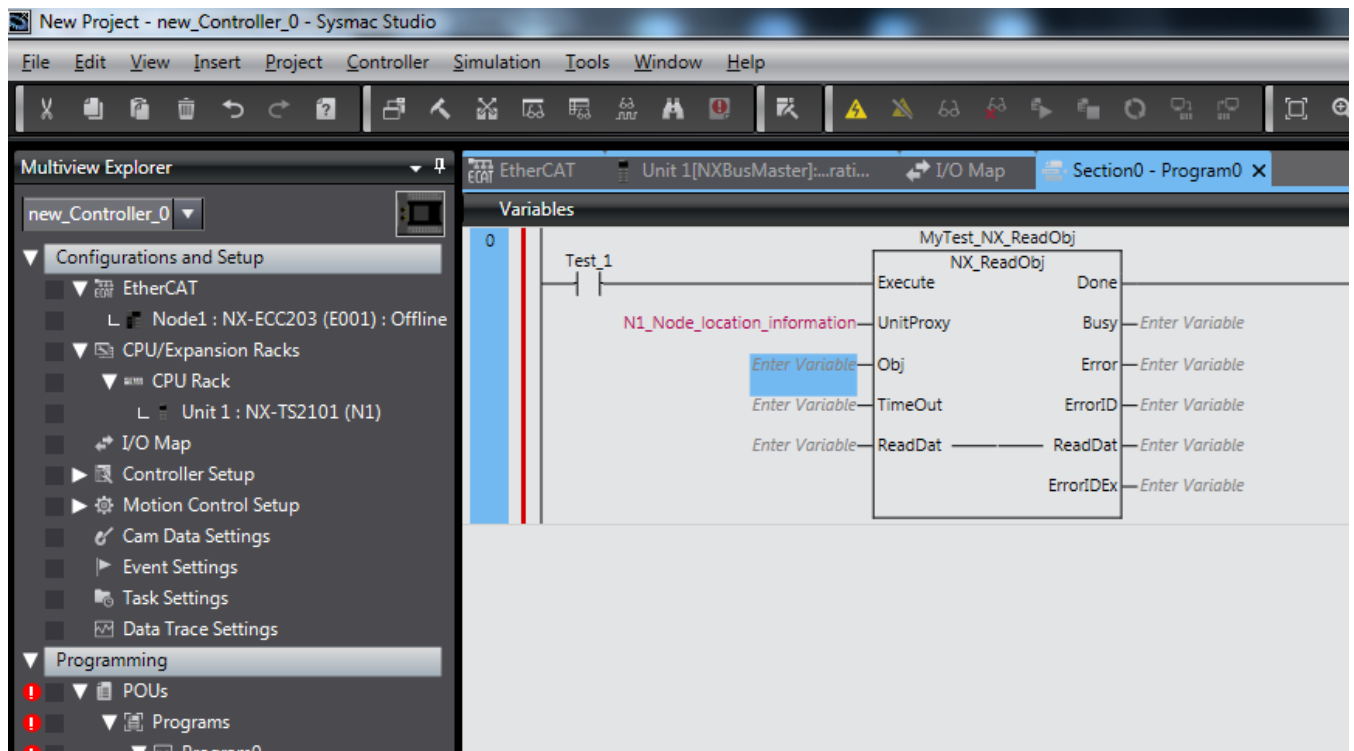 New Project - new_Controller_0 - Sysmac Studio
File Edit View Insert Project Controller Simulation Tools Window Help
Multiview Explorer
new_Controller_0
Configurations and Setup
EtherCAT
Node1 : NX-ECC203 (E001) : Offline
CPU/Expansion Racks
CPU Rack
Unit 1 : NX-TS2101 (N1)
I/O Map
Controller Setup
Motion Control Setup
Cam Data Settings
Event Settings
Task Settings
Data Trace Settings
Programming
POUs
Programs
Program0
ECAT EtherCAT Unit 1[NXBusMaster]:...rati... I/O Map Section0 - Program0
Variables
0
MyTest_NX_ReadObj
Test_1 NX_ReadObj
Execute Done
N1_Node_location_information UnitProxy Busy Enter Variable
Enter Variable Obj Error Enter Variable
Enter Variable TimeOut ErrorID Enter Variable
Enter Variable ReadDat ReadDat Enter Variable
ErrorIDEx Enter Variable